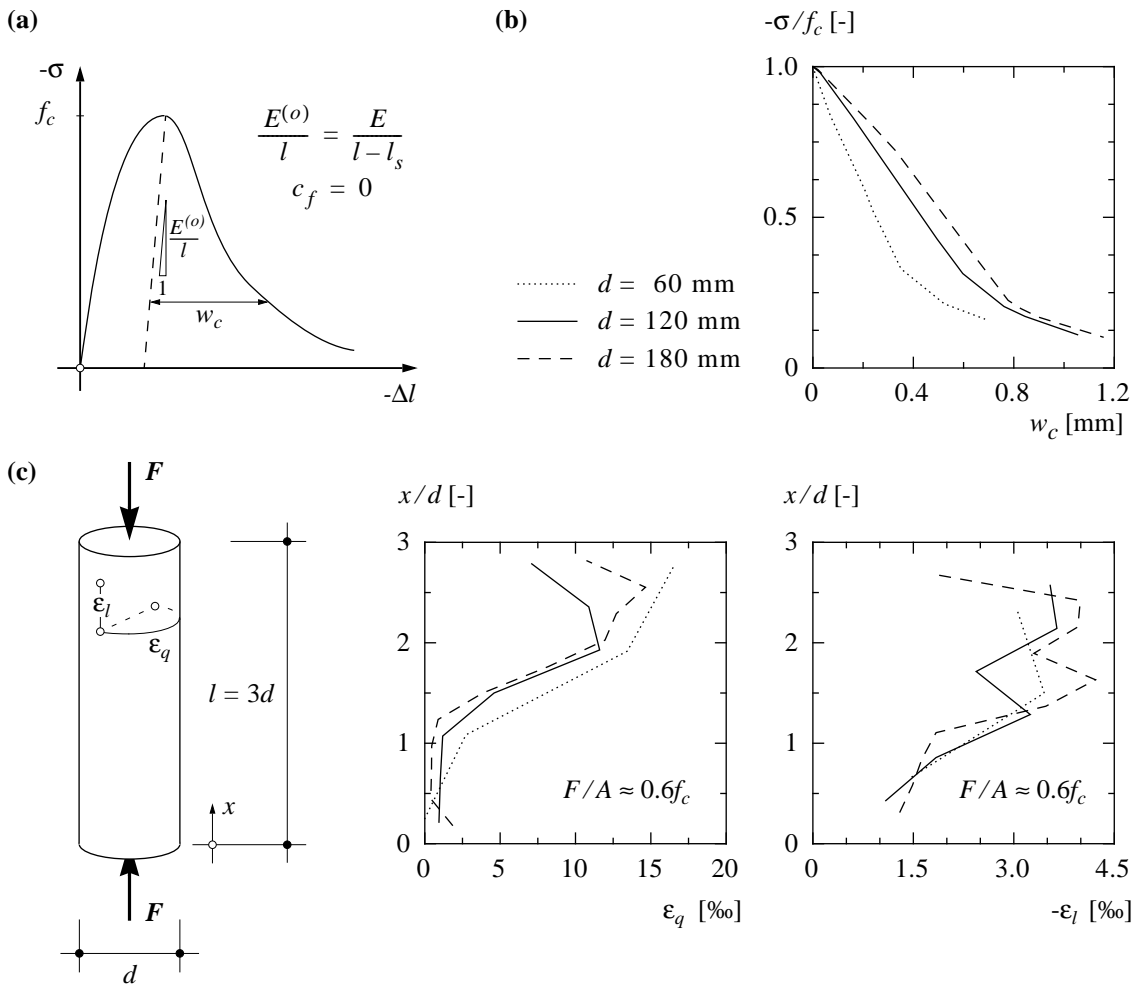 (a)
-σ
f_c
E^(o)/l = E/(l – l_s)
c_f = 0
E^(o)/l
1
w_c
-Δl
(b)
-σ/f_c [-]
1.0
0.5
0
0 0.4 0.8 1.2
w_c [mm]
d = 60 mm
d = 120 mm
d = 180 mm
(c)
F
ε_l
ε_q
l = 3d
x
F
d
x/d [-]
3
2
1
0
0 5 10 15 20
F/A ≈ 0.6f_c
ε_q [‰]
x/d [-]
3
2
1
0
0 1.5 3.0 4.5
F/A ≈ 0.6f_c
-ε_l [‰]